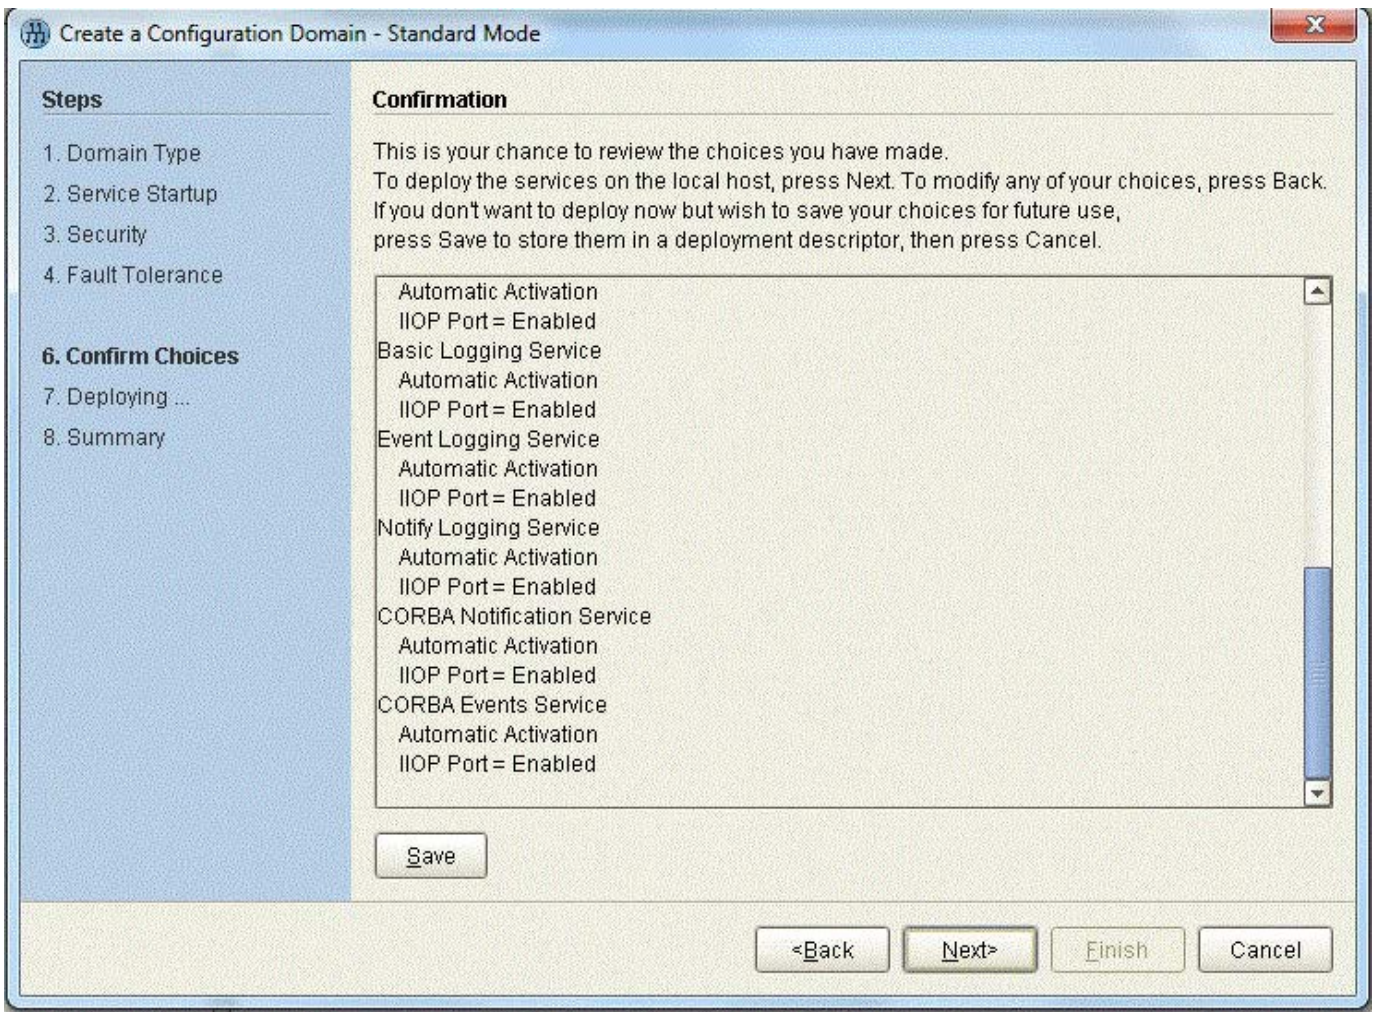 Create a Configuration Domain - Standard Mode
Steps
1. Domain Type
2. Service Startup
3. Security
4. Fault Tolerance
6. Confirm Choices
7. Deploying ...
8. Summary
Confirmation
This is your chance to review the choices you have made.
To deploy the services on the local host, press Next. To modify any of your choices, press Back.
If you don't want to deploy now but wish to save your choices for future use,
press Save to store them in a deployment descriptor, then press Cancel.
Automatic Activation
IIOP Port = Enabled
Basic Logging Service
Automatic Activation
IIOP Port = Enabled
Event Logging Service
Automatic Activation
IIOP Port = Enabled
Notify Logging Service
Automatic Activation
IIOP Port = Enabled
CORBA Notification Service
Automatic Activation
IIOP Port = Enabled
CORBA Events Service
Automatic Activation
IIOP Port = Enabled
Save
<Back
Next>
Finish
Cancel